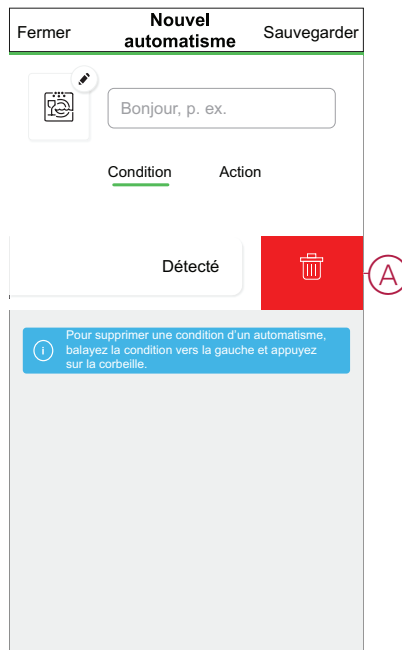 Fermer
Nouvel
automatisme
Sauvegarder
Bonjour, p. ex.
Condition Action
Détecté
A
Pour supprimer une condition d'un automatisme,
balayez la condition vers la gauche et appuyez
sur la corbeille.